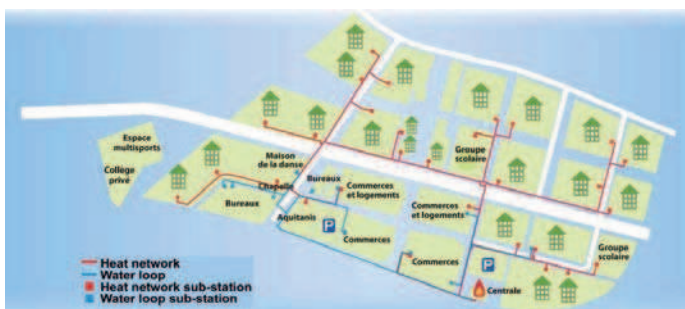 Espace
multisports
Collège
privé
Maison
de la danse
Chapelle
Bureaux
Bureaux
Aquitanis
Commerces
et logements
Commerces
Commerces
et logements
Commerces
Groupe
scolaire
Groupe
scolaire
P
P
Centrale
Heat network
Water loop
Heat network sub-station
Water loop sub-station